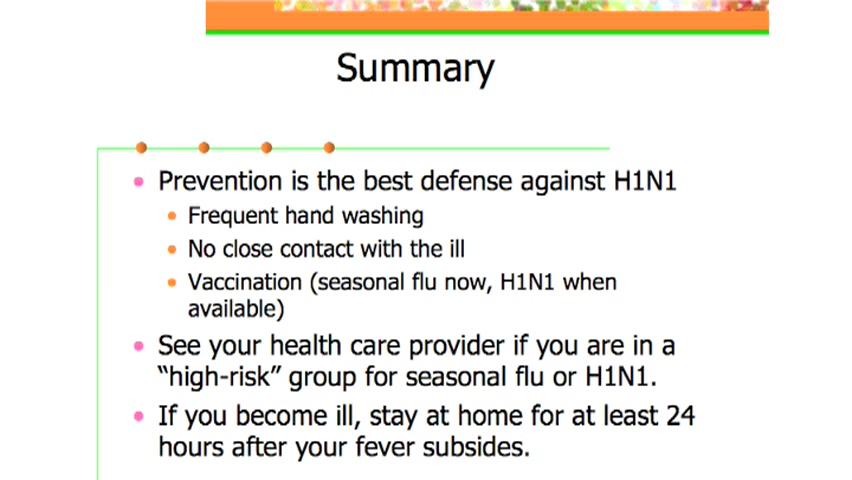 Summary
Prevention is the best defense against H1N1
Frequent hand washing
No close contact with the ill
Vaccination (seasonal flu now, H1N1 when
available)
See your health care provider if you are in a
“high-risk” group for seasonal flu or H1N1.
If you become ill, stay at home for at least 24
hours after your fever subsides.